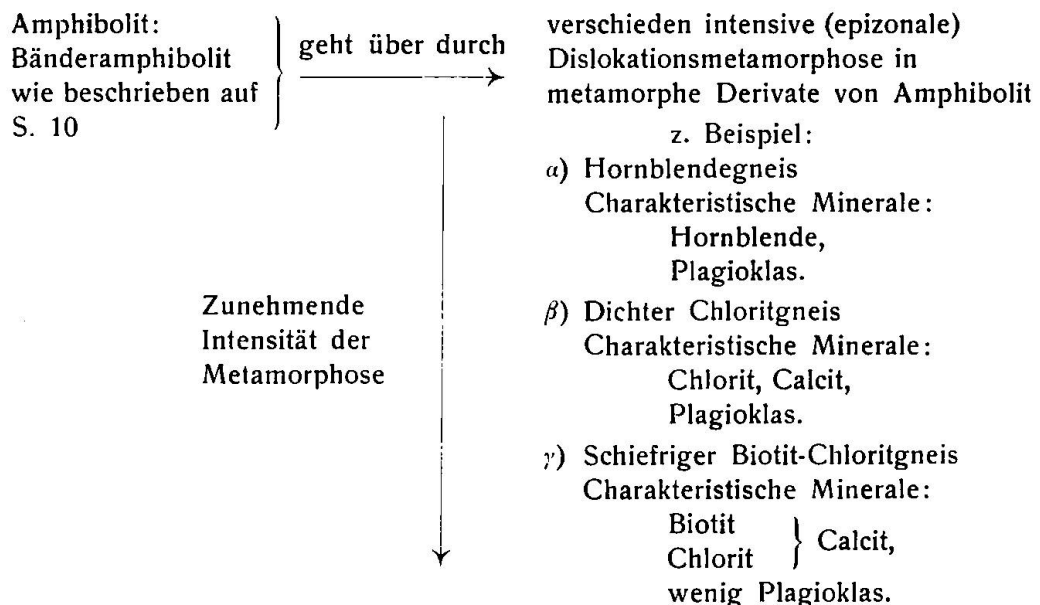 Amphibolit:
Bänderamphibolit
wie beschrieben auf
S. 10
geht über durch
verschieden intensive (epizonale)
Dislokationsmetamorphose in
metamorphe Derivate von Amphibolit
z. Beispiel:
α) Hornblendegneis
Charakteristische Minerale:
Hornblende,
Plagioklas.
Zunehmende
Intensität der
Metamorphose
β) Dichter Chloritgneis
Charakteristische Minerale:
Chlorit, Calcit,
Plagioklas.
γ) Schiefriger Biotit-Chloritgneis
Charakteristische Minerale:
Biotit
Chlorit
Calcit,
wenig Plagioklas.